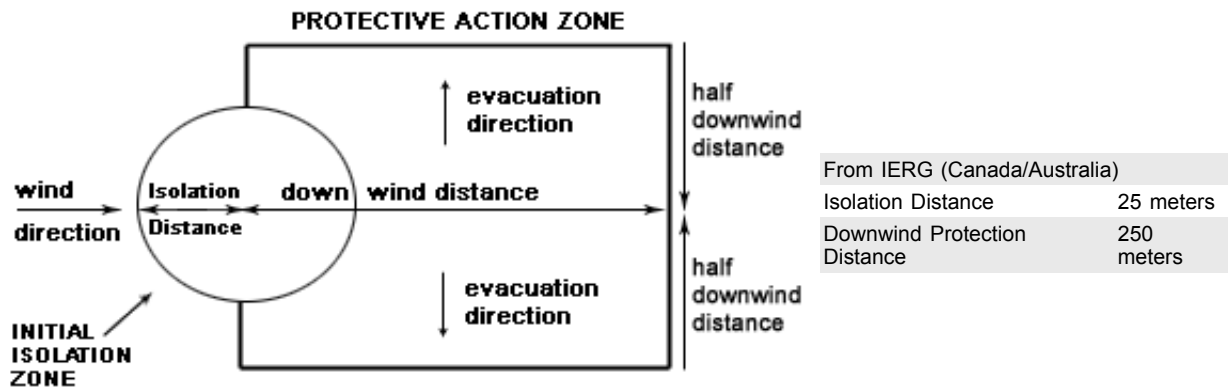 PROTECTIVE ACTION ZONE
evacuation
direction
half
downwind
distance
wind
direction
Isolation
Distance
down wind distance
evacuation
direction
half
downwind
distance
INITIAL
ISOLATION
ZONE
From IERG (Canada/Australia)
Isolation Distance 25 meters
Downwind Protection 250
Distance meters